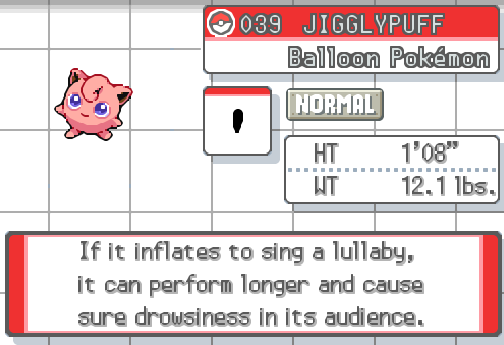 039 JIGGLYPUFF
Balloon Pokémon
NORMAL
HT 1'08"
WT 12.1 lbs.
If it inflates to sing a lullaby,
it can perform longer and cause
sure drowsiness in its audience.